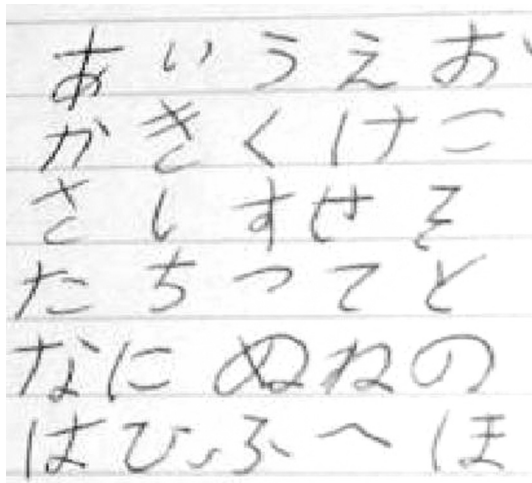 あいうえお
かきくけこ
さしすせそ
たちつてと
なにぬねの
はひふへほ